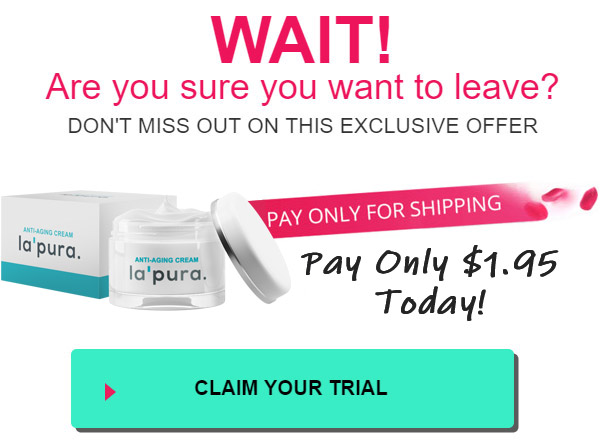 WAIT!
Are you sure you want to leave?
DON'T MISS OUT ON THIS EXCLUSIVE OFFER
PAY ONLY FOR SHIPPING
ANTI-AGING CREAM
la'pura.
ANTI-AGING CREAM
la'pura.
Pay Only $1.95
Today!
CLAIM YOUR TRIAL